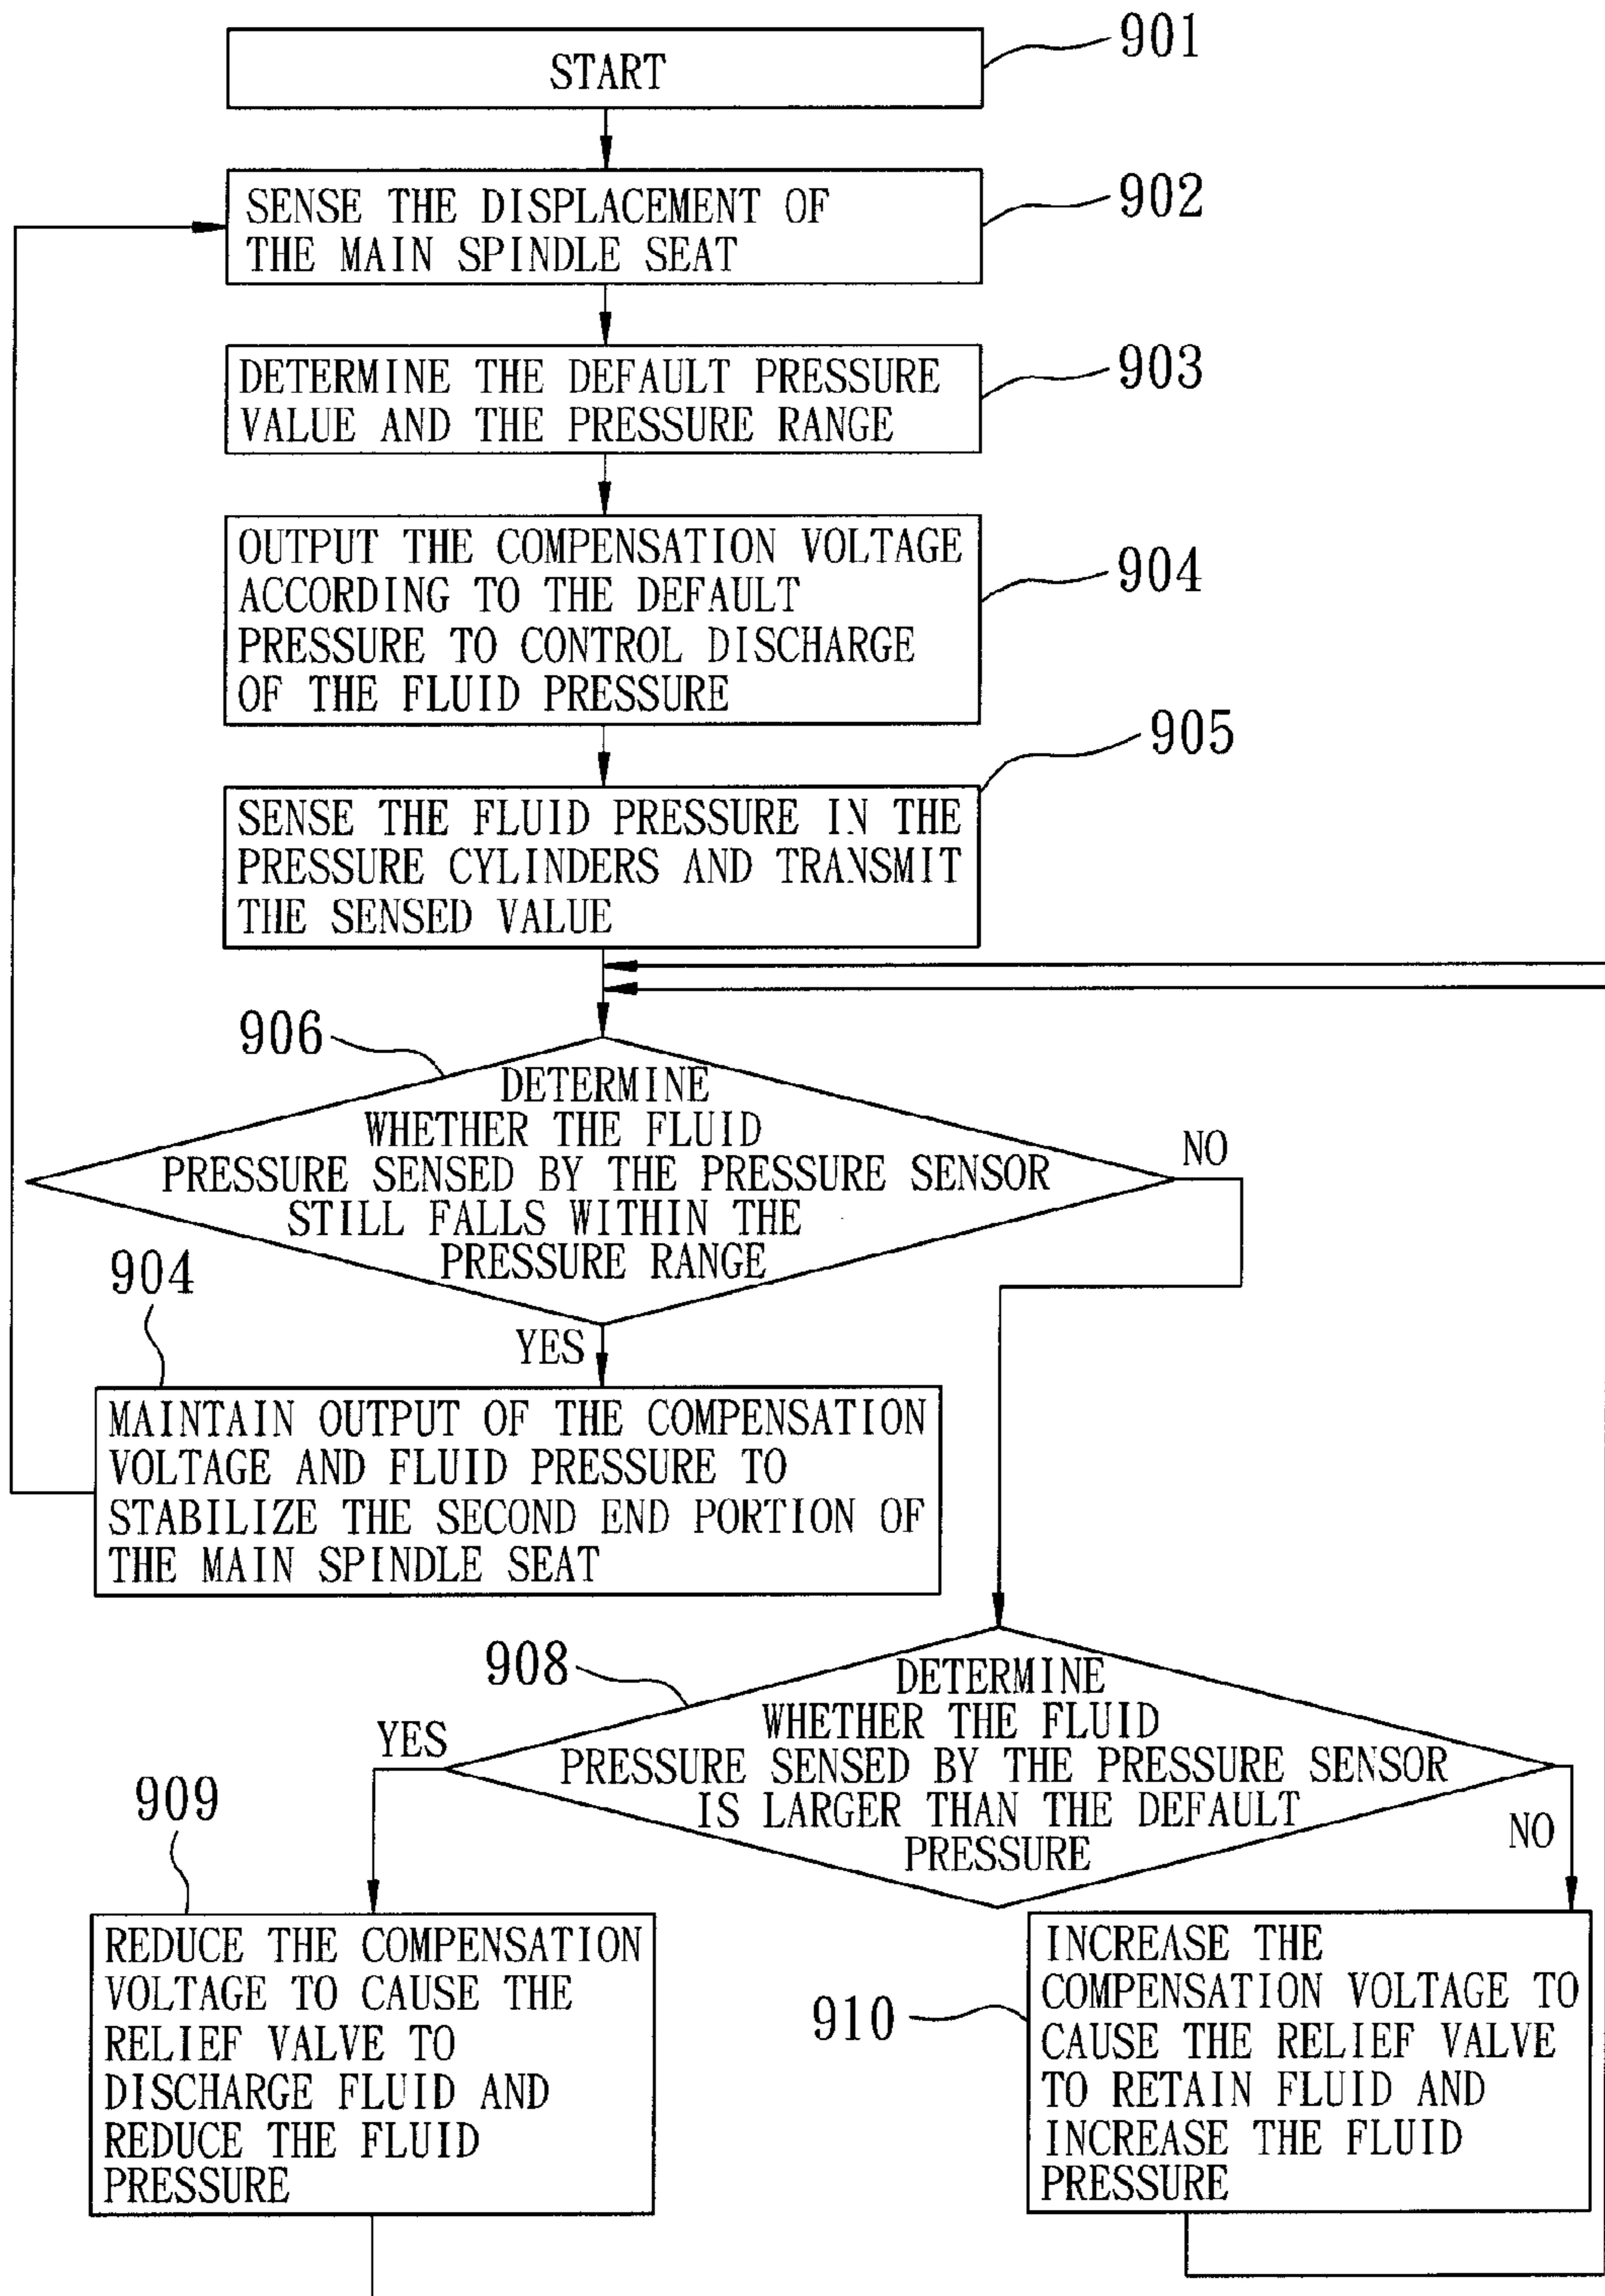 START
901
SENSE THE DISPLACEMENT OF
THE MAIN SPINDLE SEAT
902
DETERMINE THE DEFAULT PRESSURE
VALUE AND THE PRESSURE RANGE
903
OUTPUT THE COMPENSATION VOLTAGE
ACCORDING TO THE DEFAULT
PRESSURE TO CONTROL DISCHARGE
OF THE FLUID PRESSURE
904
905
SENSE THE FLUID PRESSURE IN THE
PRESSURE CYLINDERS AND TRANSMIT
THE SENSED VALUE
906
DETERMINE
WHETHER THE FLUID
PRESSURE SENSED BY THE PRESSURE SENSOR
STILL FALLS WITHIN THE
PRESSURE RANGE
NO
YES
904
MAINTAIN OUTPUT OF THE COMPENSATION
VOLTAGE AND FLUID PRESSURE TO
STABILIZE THE SECOND END PORTION OF
THE MAIN SPINDLE SEAT
908
DETERMINE
WHETHER THE FLUID
PRESSURE SENSED BY THE PRESSURE SENSOR
IS LARGER THAN THE DEFAULT
PRESSURE
YES
NO
909
REDUCE THE COMPENSATION
VOLTAGE TO CAUSE THE
RELIEF VALVE TO
DISCHARGE FLUID AND
REDUCE THE FLUID
PRESSURE
910
INCREASE THE
COMPENSATION VOLTAGE TO
CAUSE THE RELIEF VALVE
TO RETAIN FLUID AND
INCREASE THE FLUID
PRESSURE